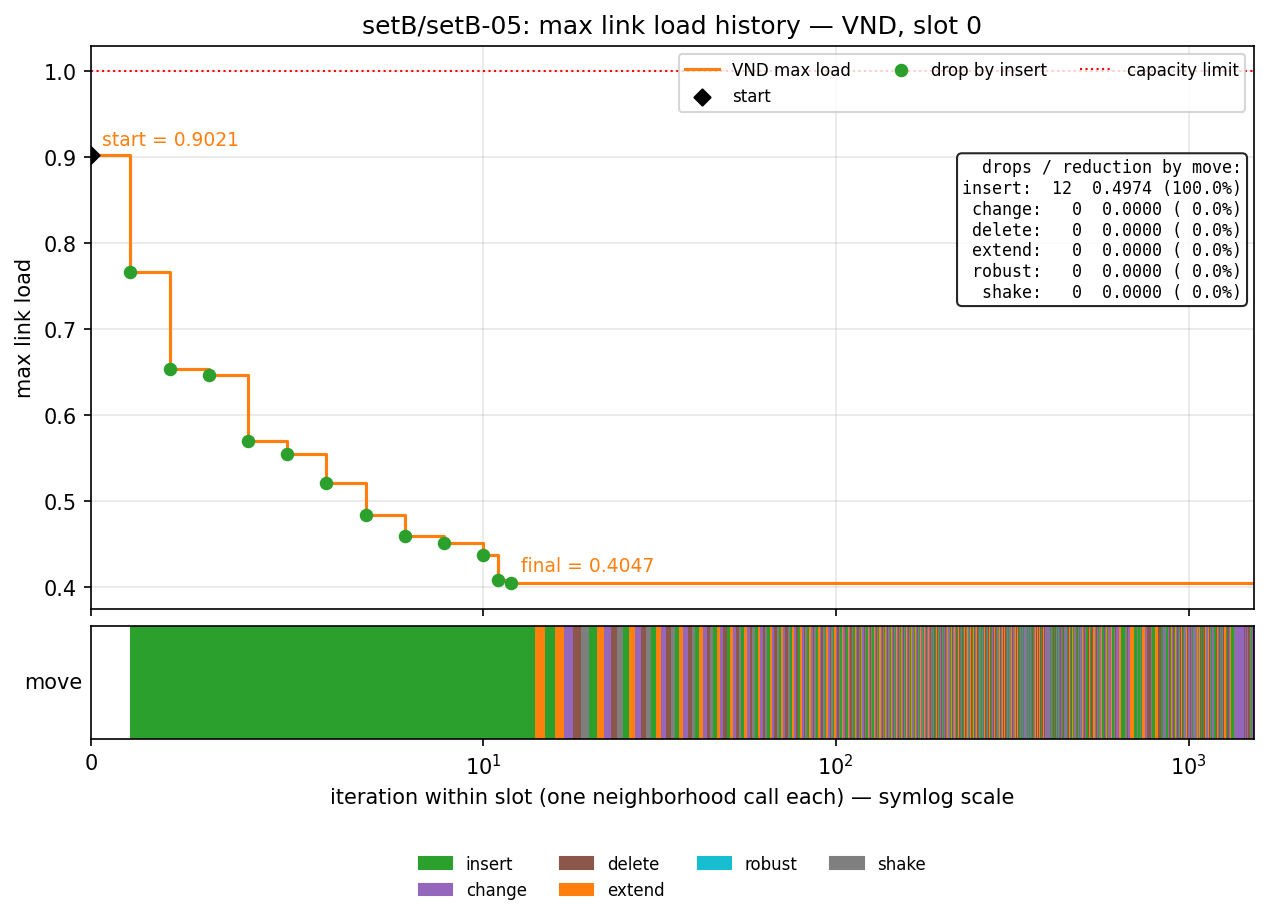 setB/setB-05: max link load history — VND, slot 0
VND max load
drop by insert
capacity limit
start
start = 0.9021
drops / reduction by move:
insert: 12 0.4974 (100.0%)
change: 0 0.0000 ( 0.0%)
delete: 0 0.0000 ( 0.0%)
extend: 0 0.0000 ( 0.0%)
robust: 0 0.0000 ( 0.0%)
shake: 0 0.0000 ( 0.0%)
max link load
1.0
0.9
0.8
0.7
0.6
0.5
0.4
final = 0.4047
move
0
10¹
10²
10³
iteration within slot (one neighborhood call each) — symlog scale
insert
delete
robust
shake
change
extend